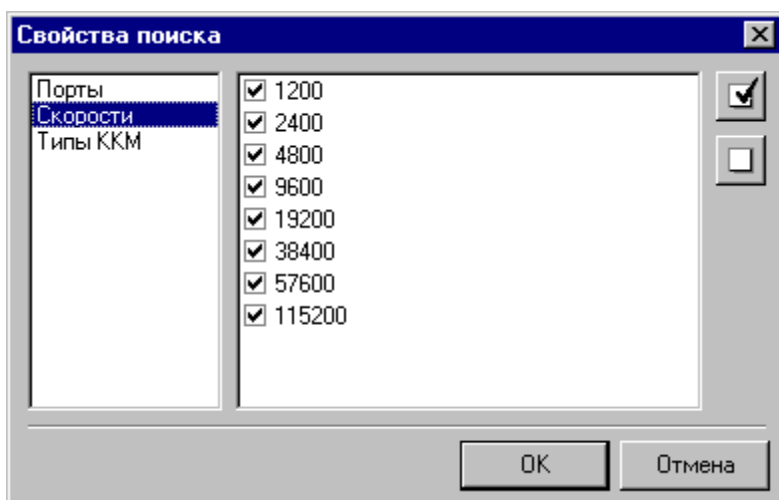 Свойства поиска
Порты
Скорости
Типы ККМ
1200
2400
4800
9600
19200
38400
57600
115200
OK
Отмена